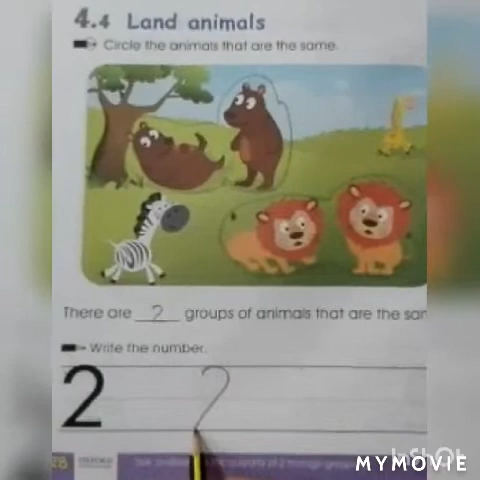 4.4 Land animals
Circle the animals that are the same.
There are 2 groups of animals that are the
Write the number.
2 2
OXFORD
MYMOVIE